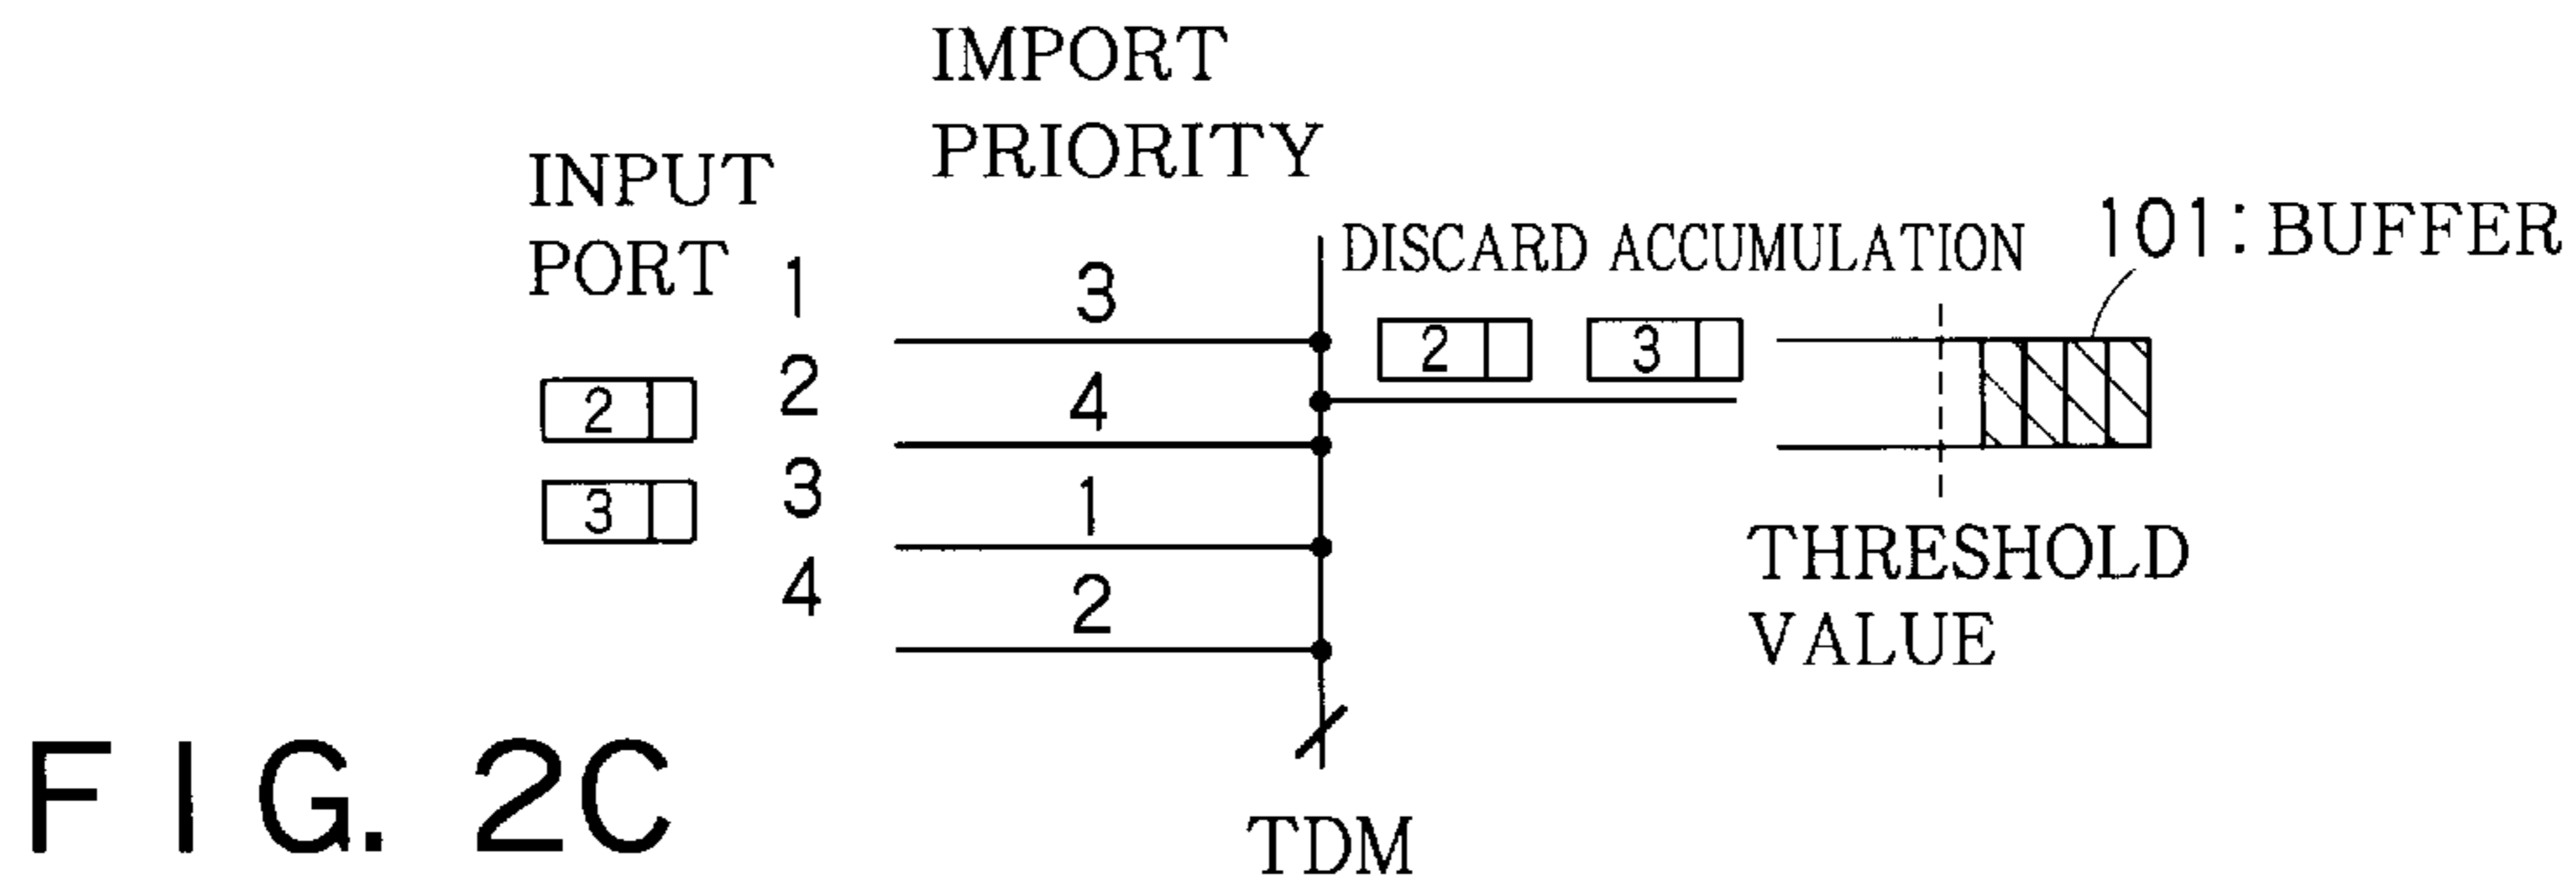 IMPORT
PRIORITY
INPUT
PORT
1
3
2
2
4
3
3
1
4
2
DISCARD ACCUMULATION
2
3
101: BUFFER
THRESHOLD
VALUE
TDM
FIG. 2C